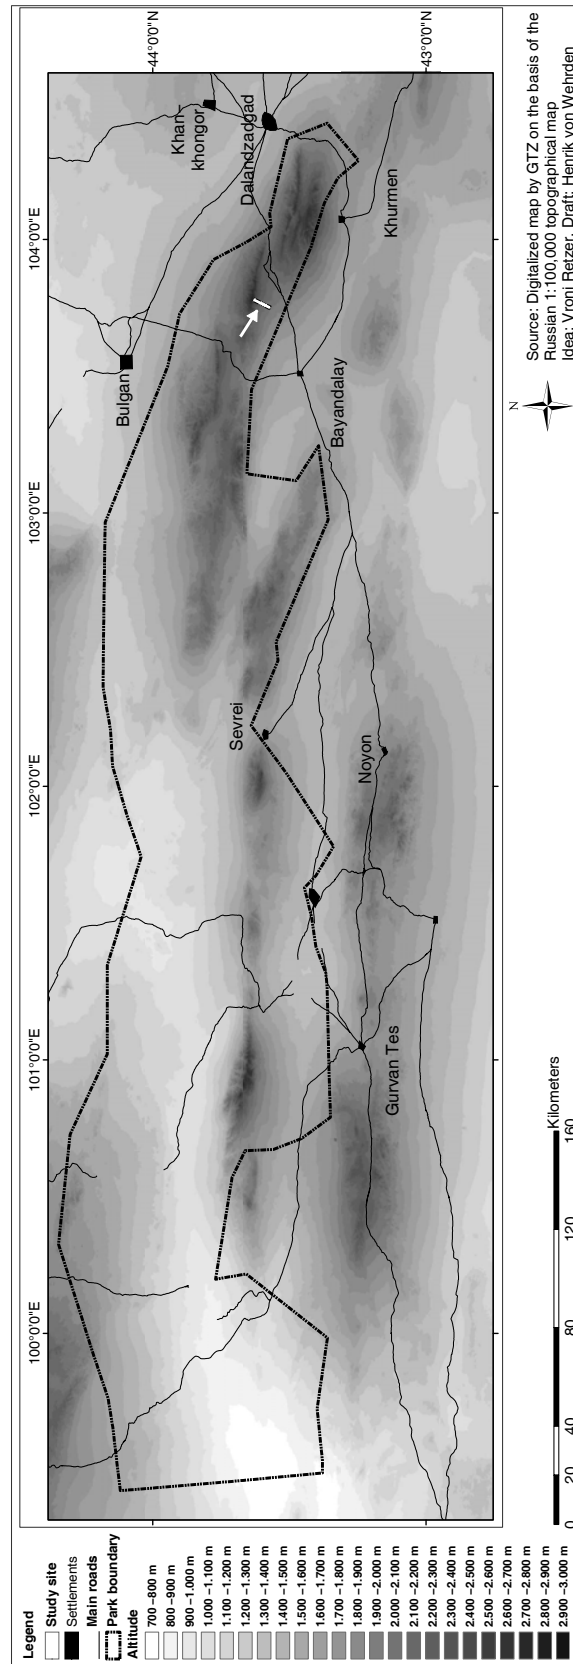 44°0'0"N
43°0'0"N
100°0'0"E
101°0'0"E
102°0'0"E
103°0'0"E
104°0'0"E
Bulgan
Khan-
khongor
Dalandzadgad
Khurmen
Bayandalay
Sevrei
Noyon
Gurvan Tes
Legend
Study site
Settlements
Main roads
Park boundary
Altitude
700 –800 m
800 –900 m
900 –1.000 m
1.000 –1.100 m
1.100 –1.200 m
1.200 –1.300 m
1.300 –1.400 m
1.400 –1.500 m
1.500 –1.600 m
1.600 –1.700 m
1.700 –1.800 m
1.800 –1.900 m
1.900 –2.000 m
2.000 –2.100 m
2.100 –2.200 m
2.200 –2.300 m
2.300 –2.400 m
2.400 –2.500 m
2.500 –2.600 m
2.600 –2.700 m
2.700 –2.800 m
2.800 –2.900 m
2.900 –3.000 m
Kilometers
0 20 40 80 120 160
N
Source: Digitalized map by GTZ on the basis of the
Russian 1:100,000 topographical map
Idea: Vroni Retzer, Draft: Henrik von Wehrden